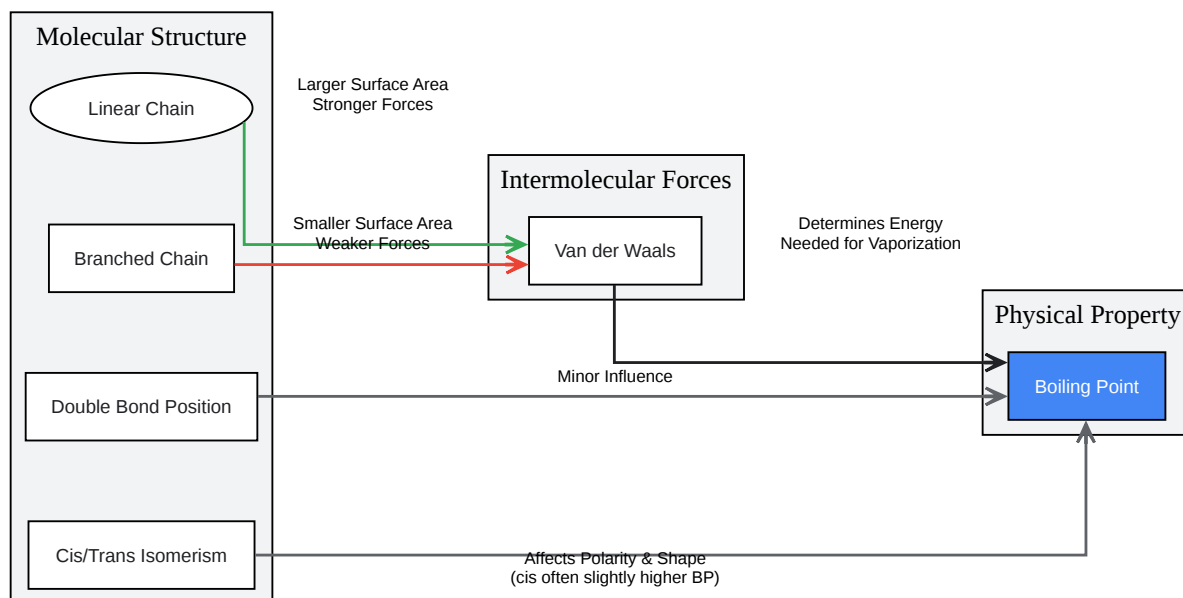 Molecular Structure
Linear Chain
Larger Surface Area
Stronger Forces
Intermolecular Forces
Branched Chain
Smaller Surface Area
Weaker Forces
Van der Waals
Determines Energy
Needed for Vaporization
Physical Property
Boiling Point
Double Bond Position
Minor Influence
Cis/Trans Isomerism
Affects Polarity & Shape
(cis often slightly higher BP)